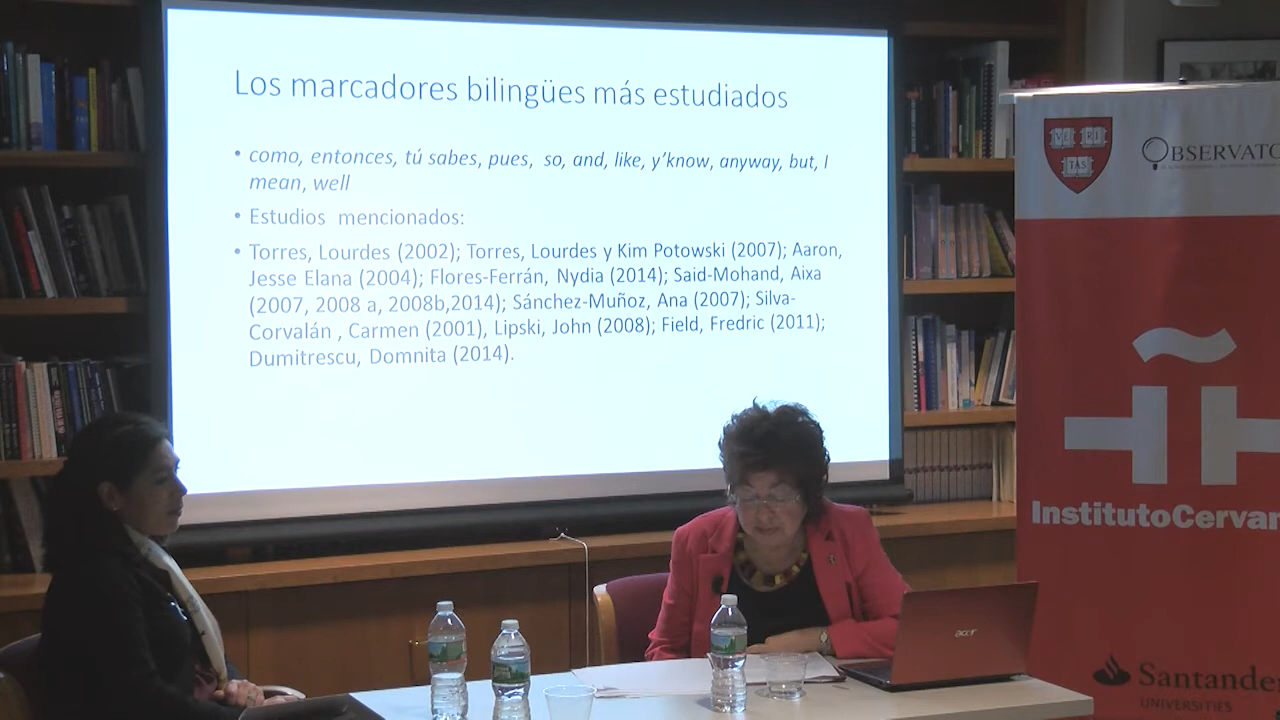 Los marcadores bilingües más estudiados
• como, entonces, tú sabes, pues, so, and, like, y'know, anyway, but, I
mean, well
• Estudios mencionados:
• Torres, Lourdes (2002); Torres, Lourdes y Kim Potowski (2007); Aaron,
Jesse Elana (2004); Flores-Ferrán, Nydia (2014); Said-Mohand, Aixa
(2007, 2008 a, 2008b,2014); Sánchez-Muñoz, Ana (2007); Silva-
Corvalán , Carmen (2001), Lipski, John (2008); Field, Fredric (2011);
Dumitrescu, Domnita (2014).
VE RI
TAS
OBSERVATO
InstitutoCervan
acer
Santander
UNIVERSITIES